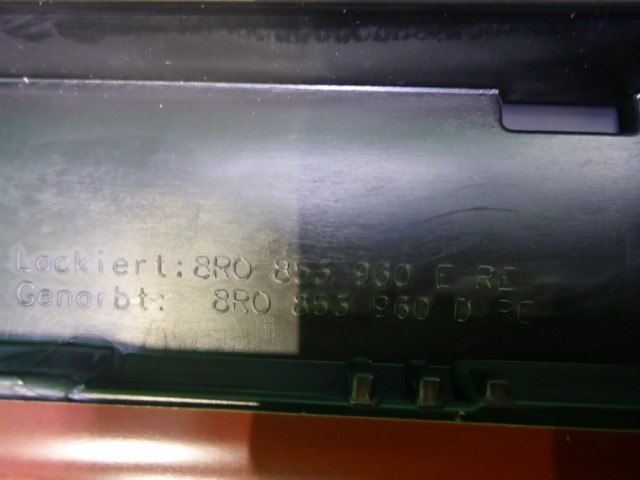 Lackiert: 8R0 853 960 E RE
Genarbt: 8R0 853 960 D RE